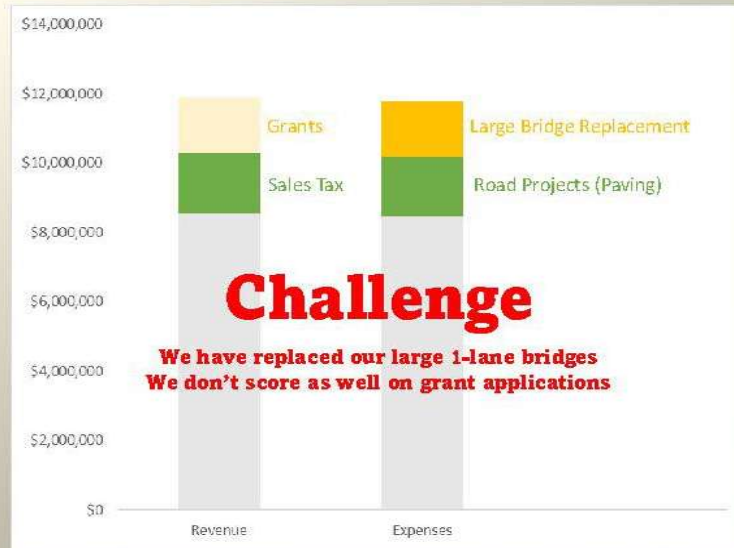 $14,000,000
$12,000,000
$10,000,000
$8,000,000
$6,000,000
$4,000,000
$2,000,000
$0
Grants
Large Bridge Replacement
Sales Tax
Road Projects (Paving)
Challenge
We have replaced our large 1-lane bridges
We don't score as well on grant applications
Revenue
Expenses